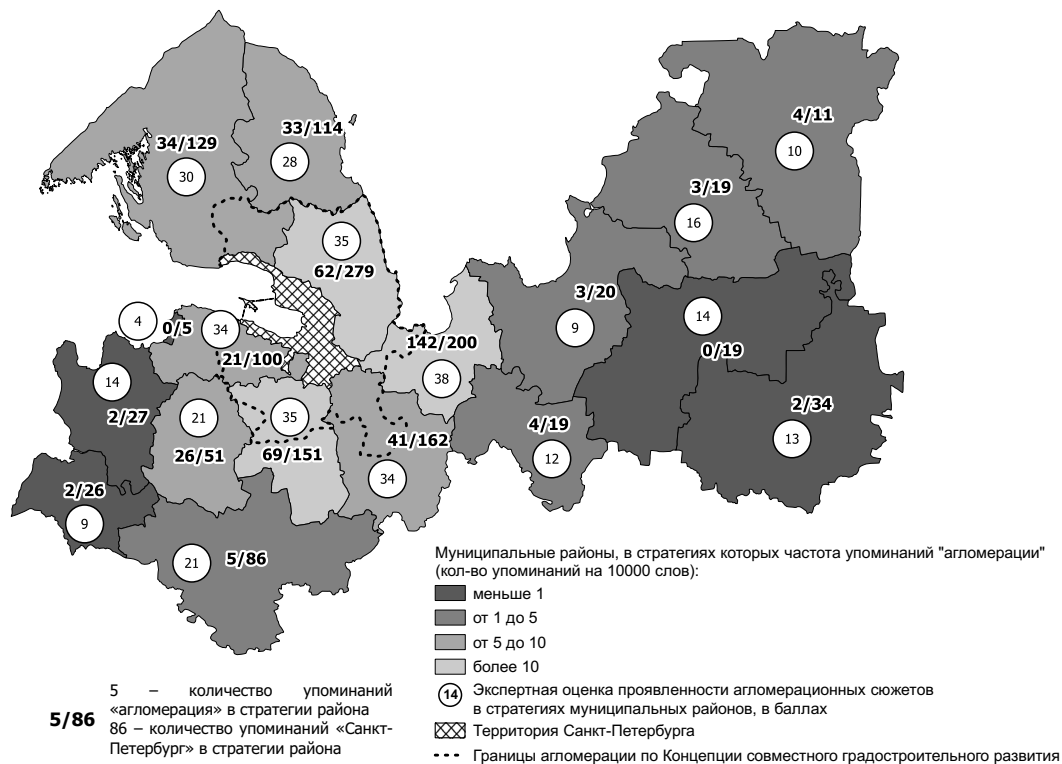 4/11
10
33/114
28
34/129
30
3/19
16
35
62/279
3/20
9
14
0/19
4
0/5
34
21/100
142/200
38
14
2/27
21
26/51
35
69/151
41/162
34
4/19
12
2/34
13
2/26
9
21
5/86
Муниципальные районы, в стратегиях которых частота упоминаний "агломерации"
(кол-во упоминаний на 10000 слов):
меньше 1
от 1 до 5
от 5 до 10
более 10
14 Экспертная оценка проявленности агломерационных сюжетов
в стратегиях муниципальных районов, в баллах
Территория Санкт-Петербурга
Границы агломерации по Концепции совместного градостроительного развития
5/86
5 – количество упоминаний
«агломерация» в стратегии района
86 – количество упоминаний «Санкт-
Петербург» в стратегии района